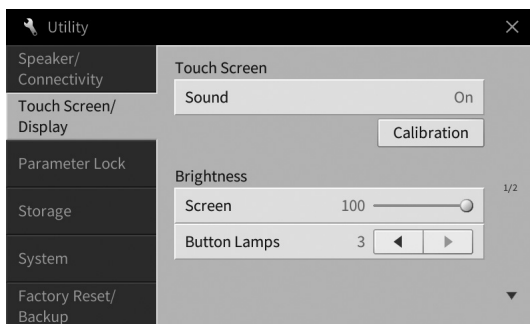 Utility
Speaker/
Connectivity
Touch Screen/
Display
Parameter Lock
Storage
System
Factory Reset/
Backup
Touch Screen
Sound On
Calibration
Brightness
Screen 100
Button Lamps 3
1/2